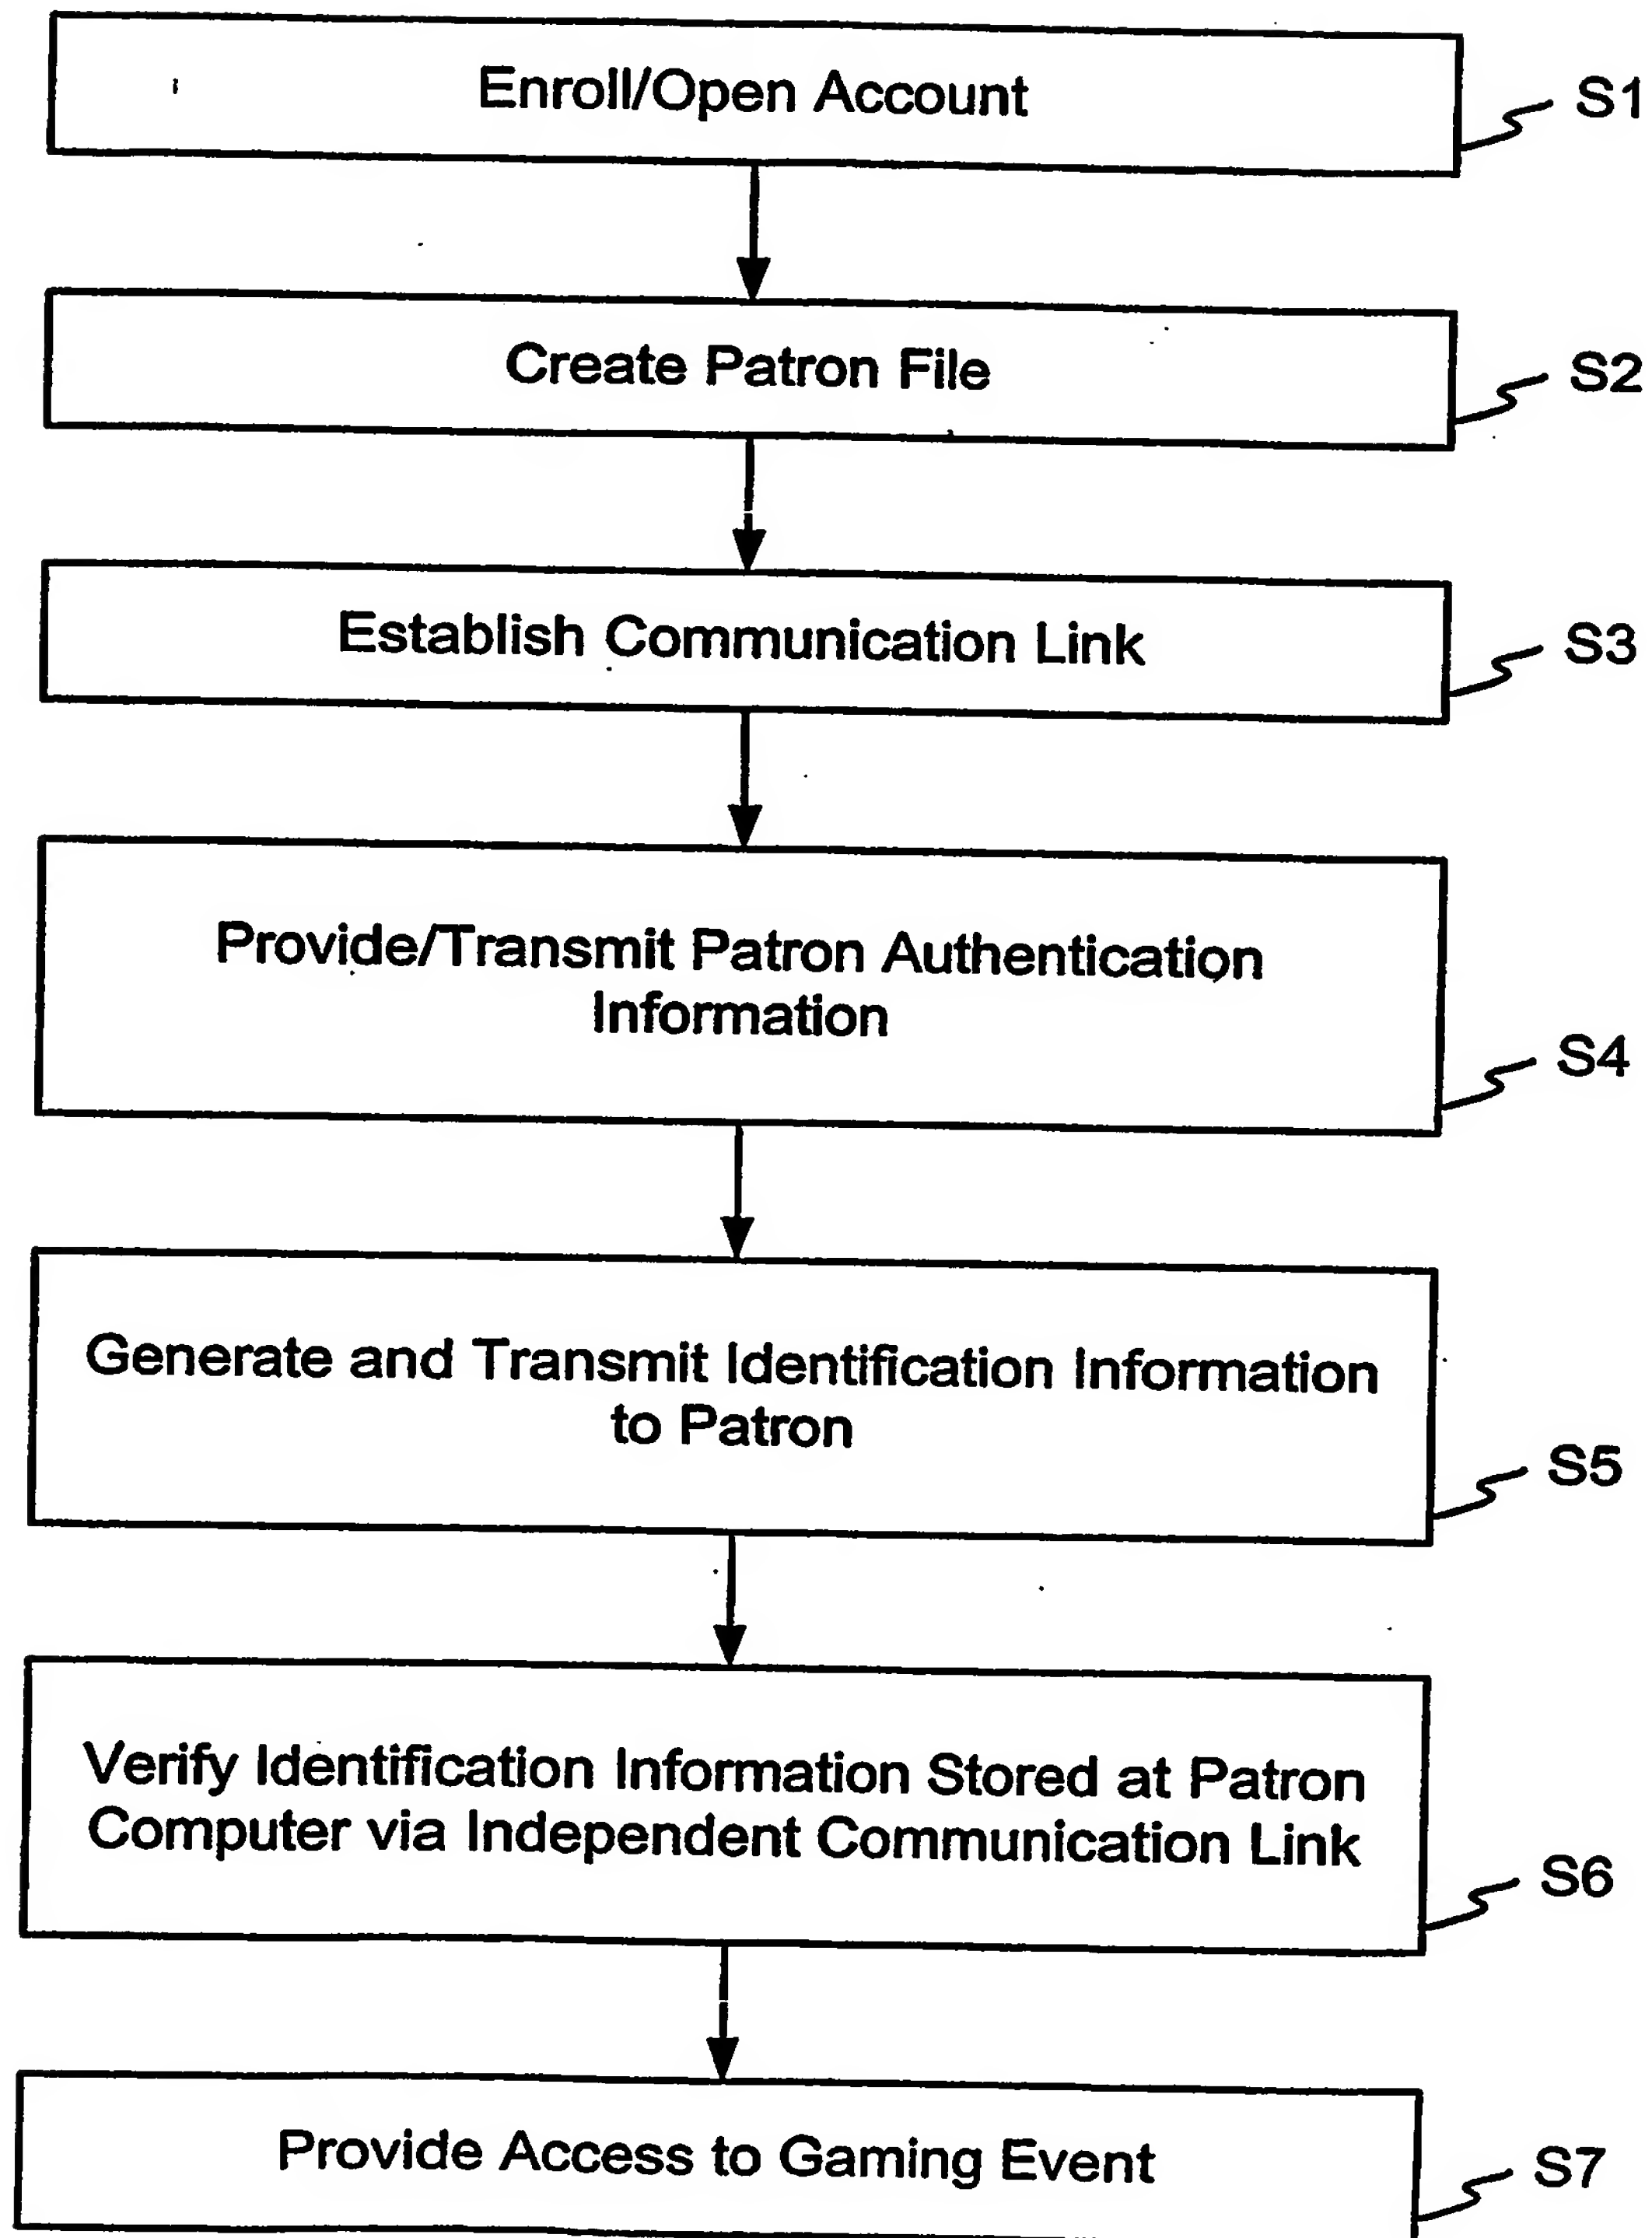 Enroll/Open Account
S1
Create Patron File
S2
Establish Communication Link
S3
Provide/Transmit Patron Authentication
Information
S4
Generate and Transmit Identification Information
to Patron
S5
Verify Identification Information Stored at Patron
Computer via Independent Communication Link
S6
Provide Access to Gaming Event
S7